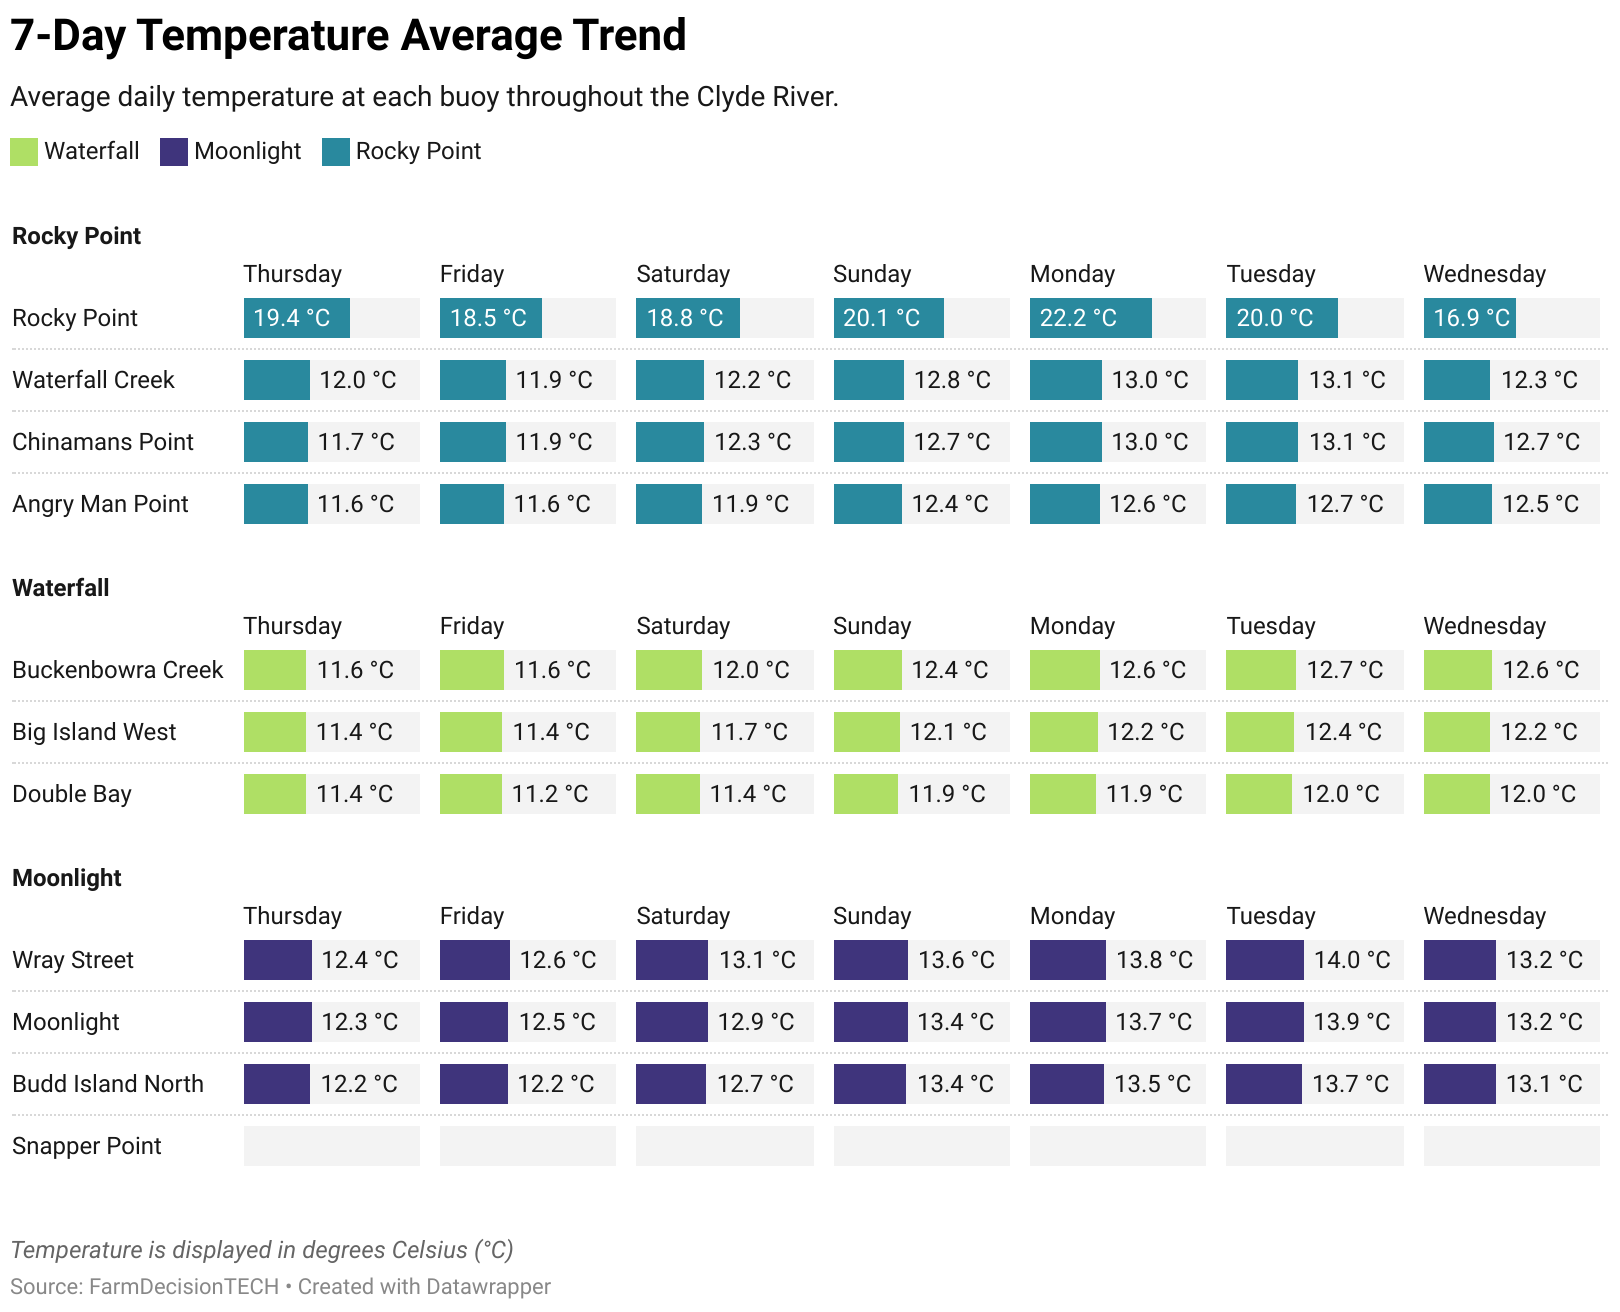 7-Day Temperature Average Trend
Average daily temperature at each buoy throughout the Clyde River.
Waterfall Moonlight Rocky Point
Rocky Point
Thursday Friday Saturday Sunday Monday Tuesday Wednesday
Rocky Point 19.4 °C 18.5 °C 18.8 °C 20.1 °C 22.2 °C 20.0 °C 16.9 °C
Waterfall Creek 12.0 °C 11.9 °C 12.2 °C 12.8 °C 13.0 °C 13.1 °C 12.3 °C
Chinamans Point 11.7 °C 11.9 °C 12.3 °C 12.7 °C 13.0 °C 13.1 °C 12.7 °C
Angry Man Point 11.6 °C 11.6 °C 11.9 °C 12.4 °C 12.6 °C 12.7 °C 12.5 °C
Waterfall
Thursday Friday Saturday Sunday Monday Tuesday Wednesday
Buckenbowra Creek 11.6 °C 11.6 °C 12.0 °C 12.4 °C 12.6 °C 12.7 °C 12.6 °C
Big Island West 11.4 °C 11.4 °C 11.7 °C 12.1 °C 12.2 °C 12.4 °C 12.2 °C
Double Bay 11.4 °C 11.2 °C 11.4 °C 11.9 °C 11.9 °C 12.0 °C 12.0 °C
Moonlight
Thursday Friday Saturday Sunday Monday Tuesday Wednesday
Wray Street 12.4 °C 12.6 °C 13.1 °C 13.6 °C 13.8 °C 14.0 °C 13.2 °C
Moonlight 12.3 °C 12.5 °C 12.9 °C 13.4 °C 13.7 °C 13.9 °C 13.2 °C
Budd Island North 12.2 °C 12.2 °C 12.7 °C 13.4 °C 13.5 °C 13.7 °C 13.1 °C
Snapper Point
Temperature is displayed in degrees Celsius (°C)
Source: FarmDecisionTECH • Created with Datawrapper